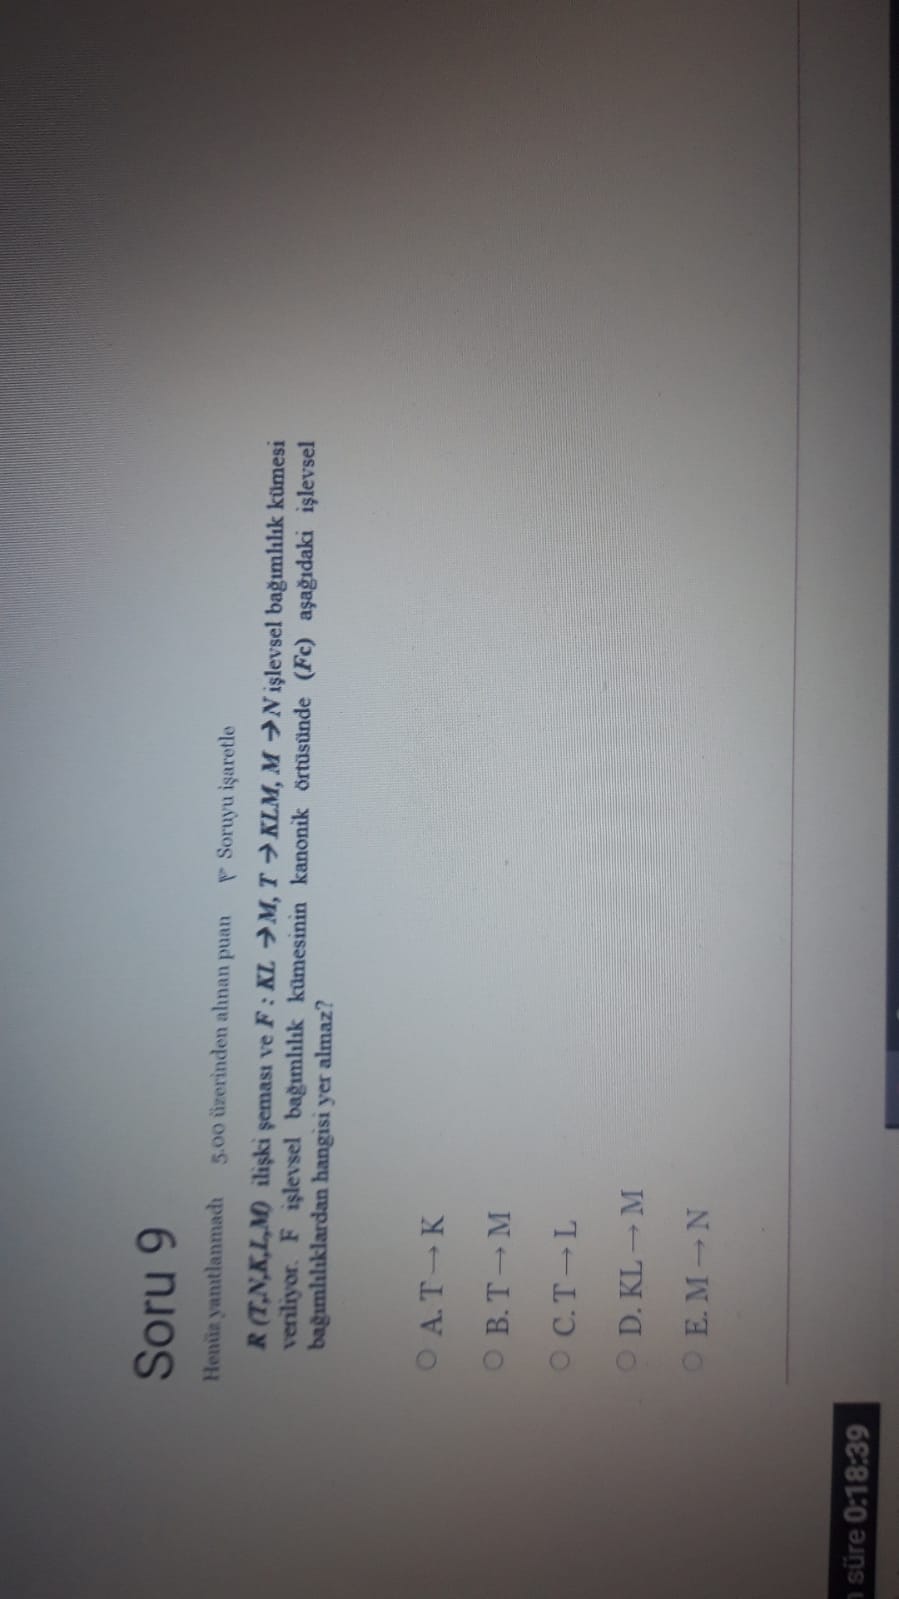 Soru 9
Henüz yanıtlanmadı 5.00 üzerinden alınan puan Soruyu işaretle
R (T,N,K,L,M) ilişki şeması ve F : KL → M, T → KLM, M → N işlevsel bağımlılık kümesi
veriliyor. F işlevsel bağımlılık kümesinin kanonik örtüsünde (Fc) aşağıdaki işlevsel
bağımlılıklardan hangisi yer almaz?
A. T → K
B. T → M
C. T → L
D. KL → M
E. M → N
süre 0:18:39